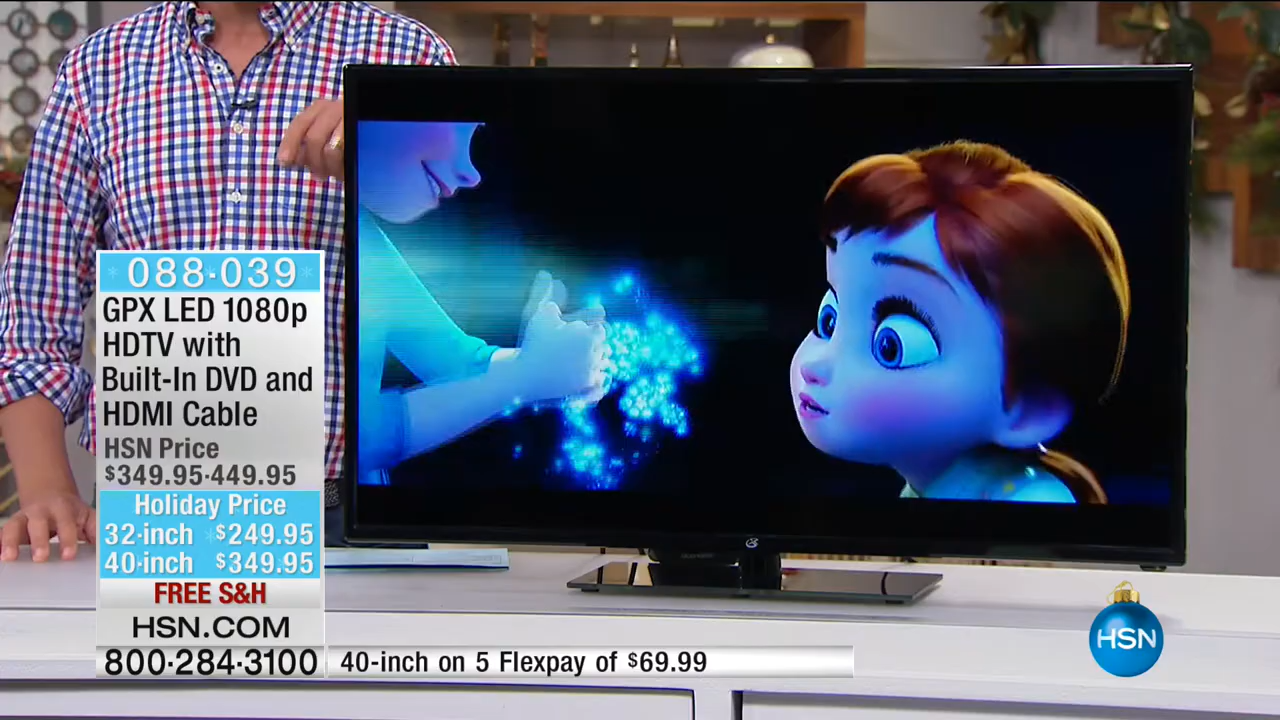 088-039
GPX LED 1080p
HDTV with
Built-In DVD and
HDMI Cable
HSN Price
$349.95-449.95
Holiday Price
32-inch $249.95
40-inch $349.95
FREE S&H
HSN.COM
800-284-3100
40-inch on 5 Flexpay of $69.99
HSN